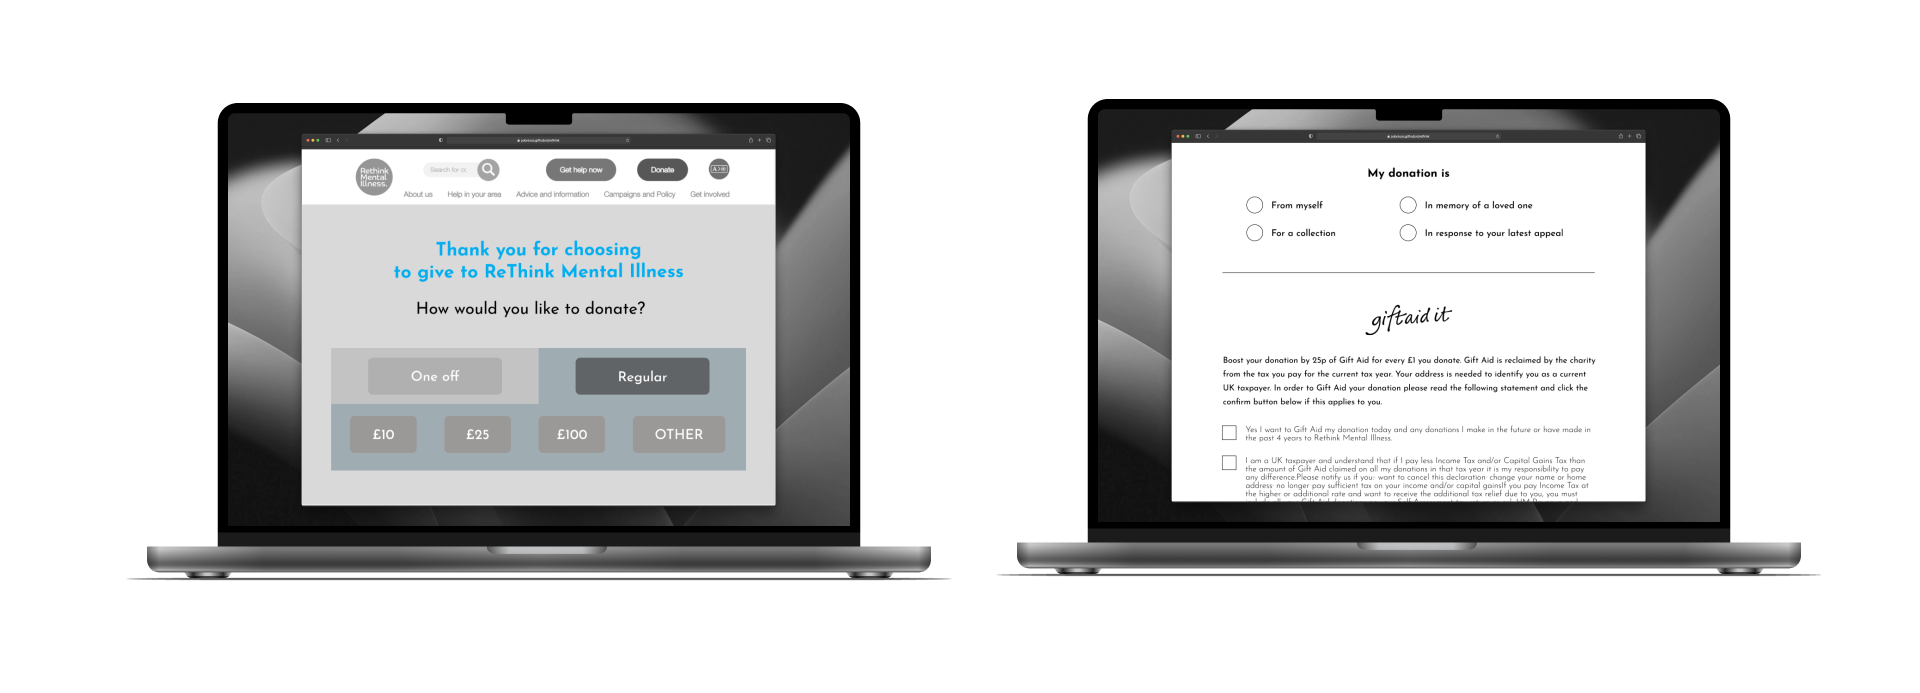 Rethink
Mental
Illness.
Search for cc
Get help now
Donate
About us
Help in your area
Advice and information
Campaigns and Policy
Get involved
Thank you for choosing
to give to ReThink Mental Illness
How would you like to donate?
One off
Regular
£10
£25
£100
OTHER
My donation is
From myself
In memory of a loved one
For a collection
In response to your latest appeal
giftaid it
Boost your donation by 25p of Gift Aid for every £1 you donate. Gift Aid is reclaimed by the charity
from the tax you pay for the current tax year. Your address is needed to identify you as a current
UK taxpayer. In order to Gift Aid your donation please read the following statement and click the
confirm button below if this applies to you.
Yes I want to Gift Aid my donation today and any donations I make in the future or have made in
the past 4 years to Rethink Mental Illness.
I am a UK taxpayer and understand that if I pay less Income Tax and/or Capital Gains Tax than
the amount of Gift Aid claimed on all my donations in that tax year it is my responsibility to pay
any difference.Please notify us if you: want to cancel this declaration change your name or home
address no longer pay sufficient tax on your income and/or capital gainsIf you pay Income Tax at
the higher or additional rate and want to receive the additional tax relief due to you, you must